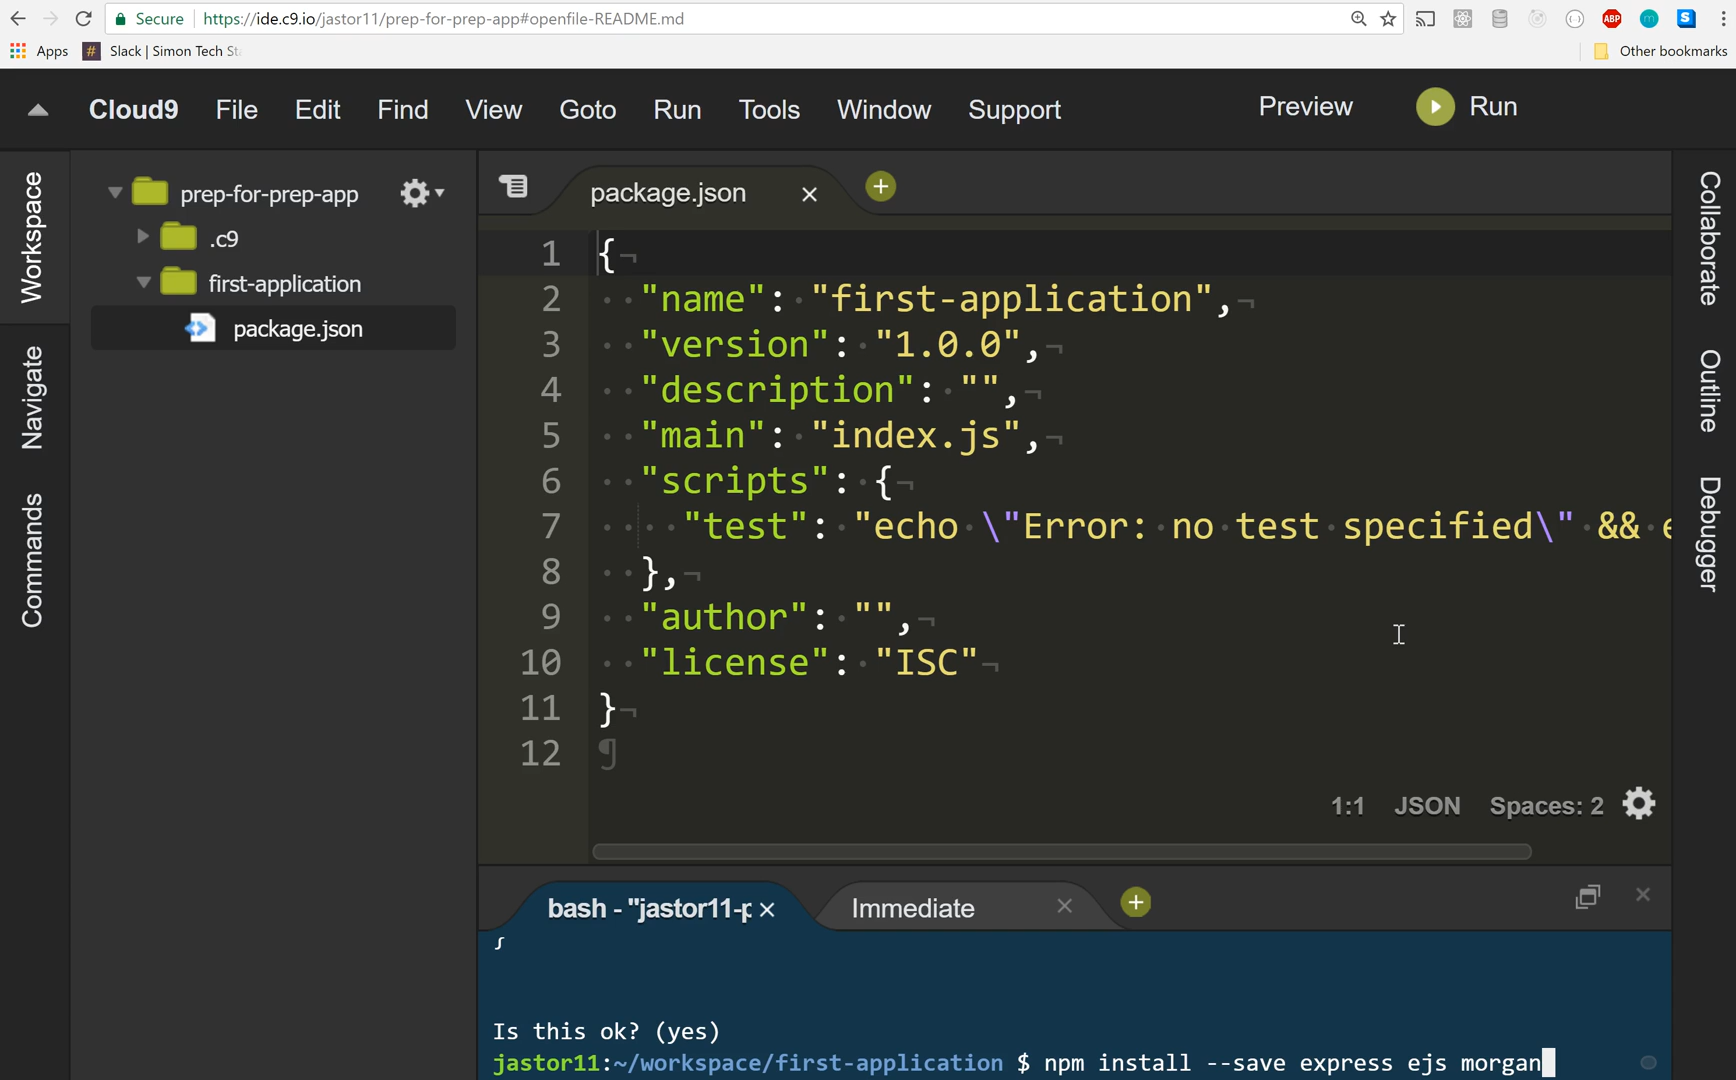 Secure https://ide.c9.io/jastor11/prep-for-prep-app#openfile-README.md
ABP
Apps # Slack | Simon Tech St Other bookmarks
Cloud9 File Edit Find View Goto Run Tools Window Support Preview Run
Workspace
Navigate
Commands
prep-for-prep-app
.c9
first-application
package.json
package.json
1 {
2 "name": "first-application",
3 "version": "1.0.0",
4 "description": "",
5 "main": "index.js",
6 "scripts": {
7 "test": "echo \"Error: no test specified\" && e
8 },
9 "author": "",
10 "license": "ISC"
11 }
12
1:1 JSON Spaces: 2
Collaborate
Outline
Debugger
bash - "jastor11-p Immediate
Is this ok? (yes)
jastor11:~/workspace/first-application $ npm install --save express ejs morgan